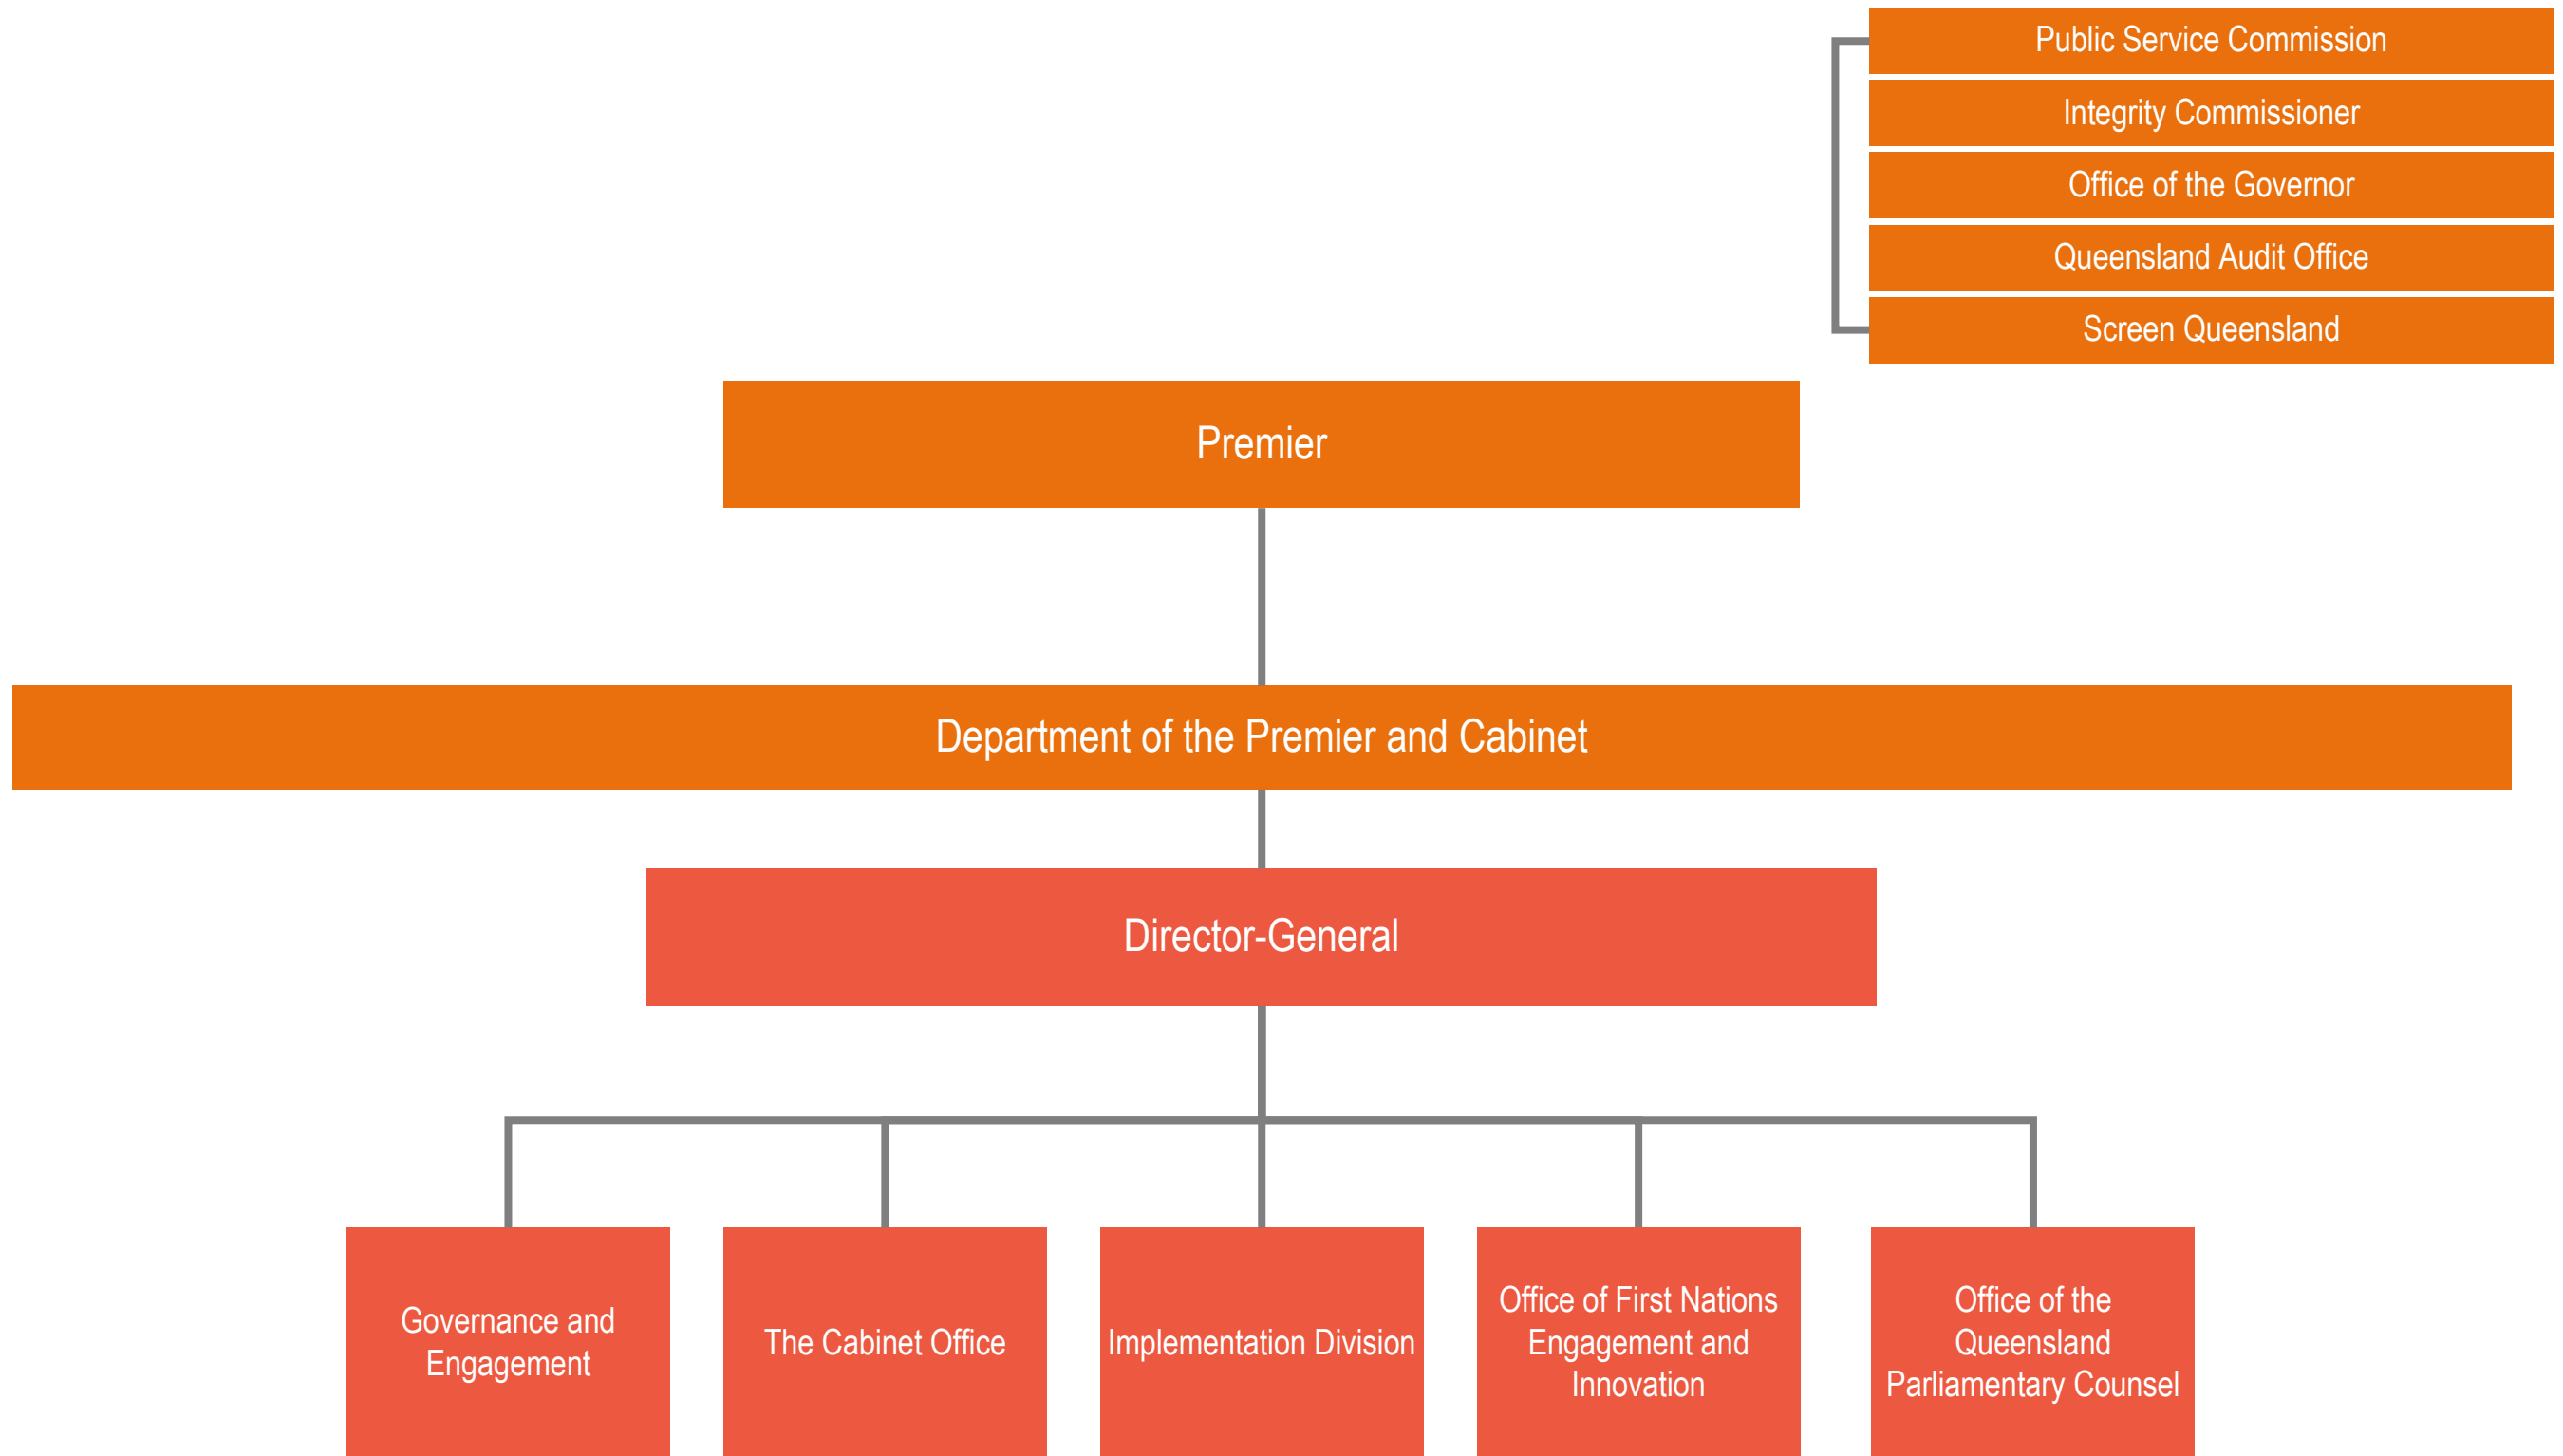 Public Service Commission
Integrity Commissioner
Office of the Governor
Queensland Audit Office
Screen Queensland
Premier
Department of the Premier and Cabinet
Director-General
Governance and
Engagement
The Cabinet Office
Implementation Division
Office of First Nations
Engagement and
Innovation
Office of the
Queensland
Parliamentary Counsel